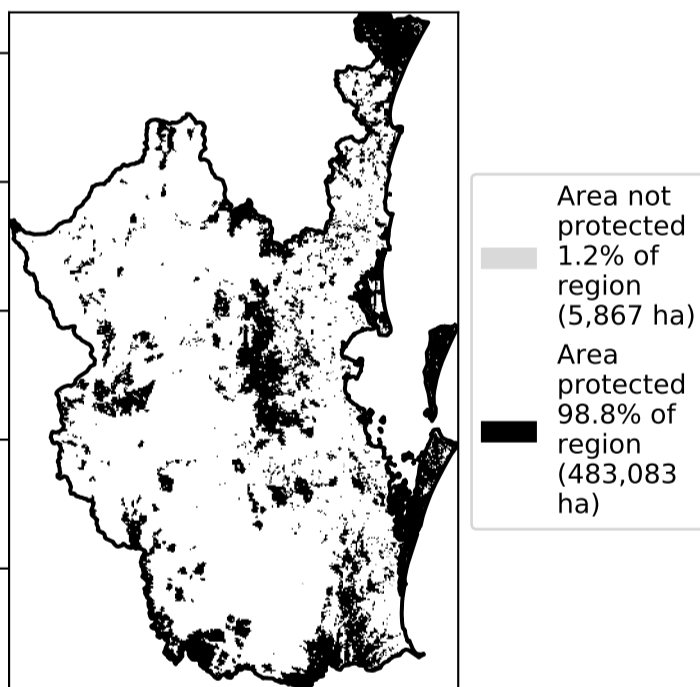 Area not
protected
1.2% of
region
(5,867 ha)
Area
protected
98.8% of
region
(483,083
ha)